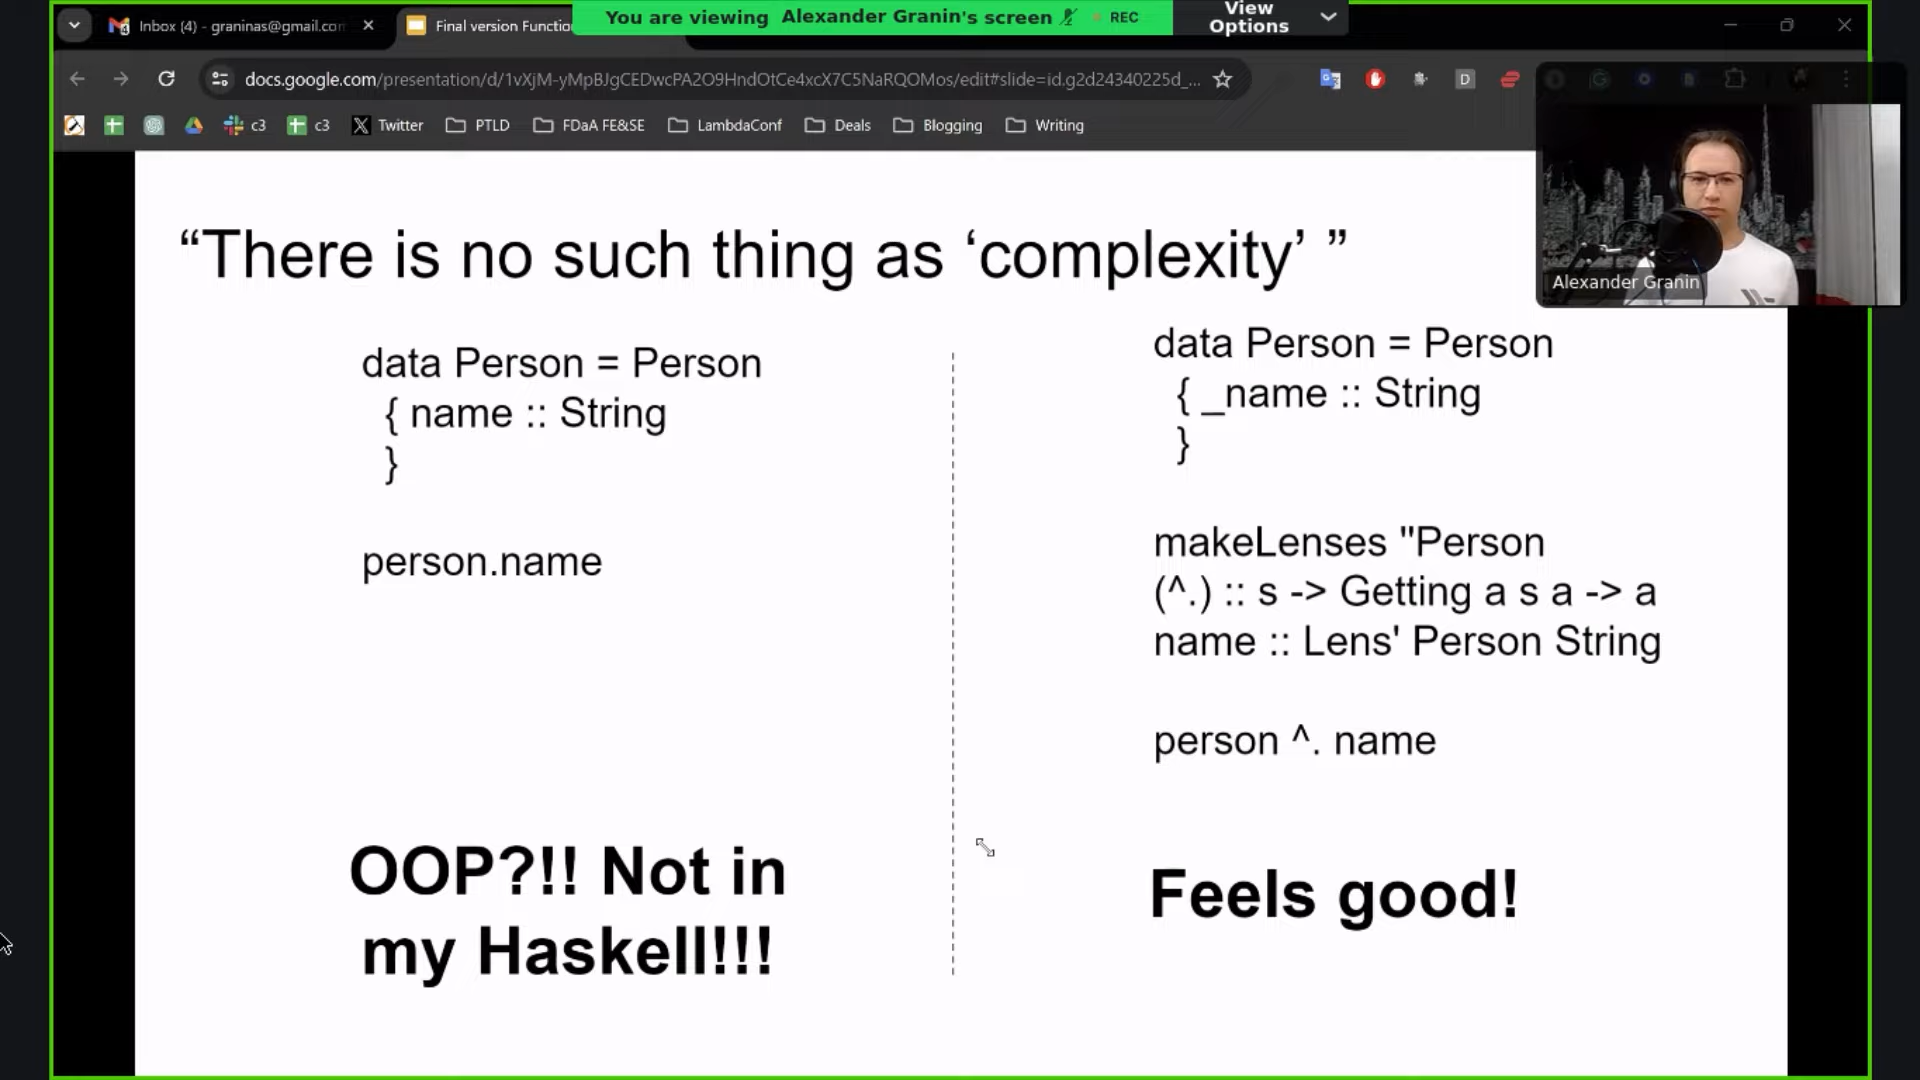 Inbox (4) - graninas@gmail.com
Final version Functio
You are viewing Alexander Granin's screen
REC
View Options
docs.google.com/presentation/d/1vXjM-yMpBJgCEDwcPA2O9HndOtCe4xcX7C5NaRQOMos/edit#slide=id.g2d24340225d_...
c3
c3
Twitter
PTLD
FDaA FE&SE
LambdaConf
Deals
Blogging
Writing
Alexander Granin
“There is no such thing as ‘complexity’ ”
data Person = Person
{ name :: String
}
person.name
OOP?!! Not in
my Haskell!!!
data Person = Person
{ _name :: String
}
makeLenses "Person
(^.) :: s -> Getting a s a -> a
name :: Lens' Person String
person ^. name
Feels good!